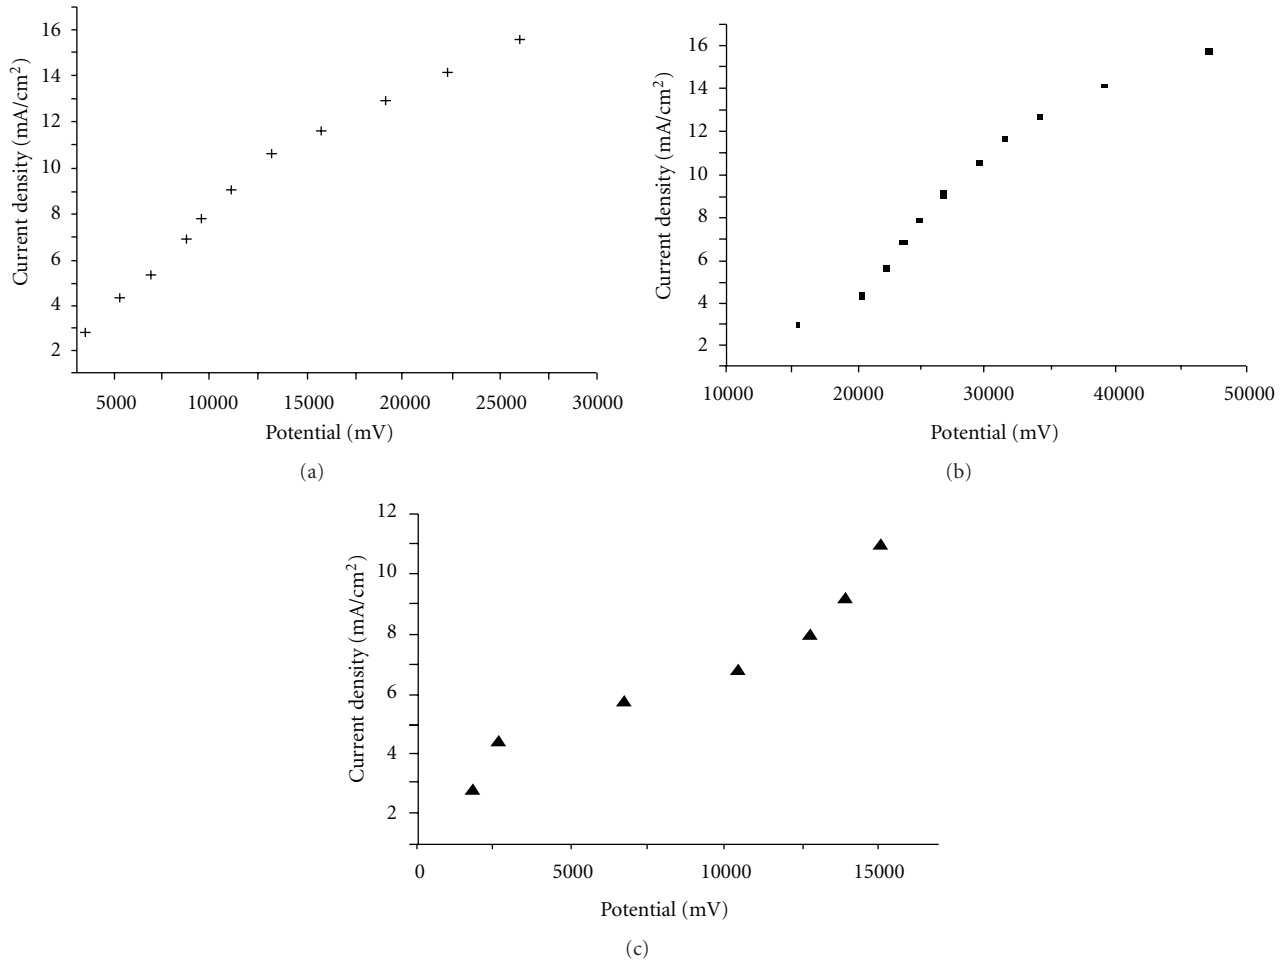 16
14
12
10
8
6
4
2
Current density (mA/cm²)
5000 10000 15000 20000 25000 30000
Potential (mV)
(a)
16
14
12
10
8
6
4
2
Current density (mA/cm²)
10000 20000 30000 40000 50000
Potential (mV)
(b)
12
10
8
6
4
2
Current density (mA/cm²)
0 5000 10000 15000
Potential (mV)
(c)